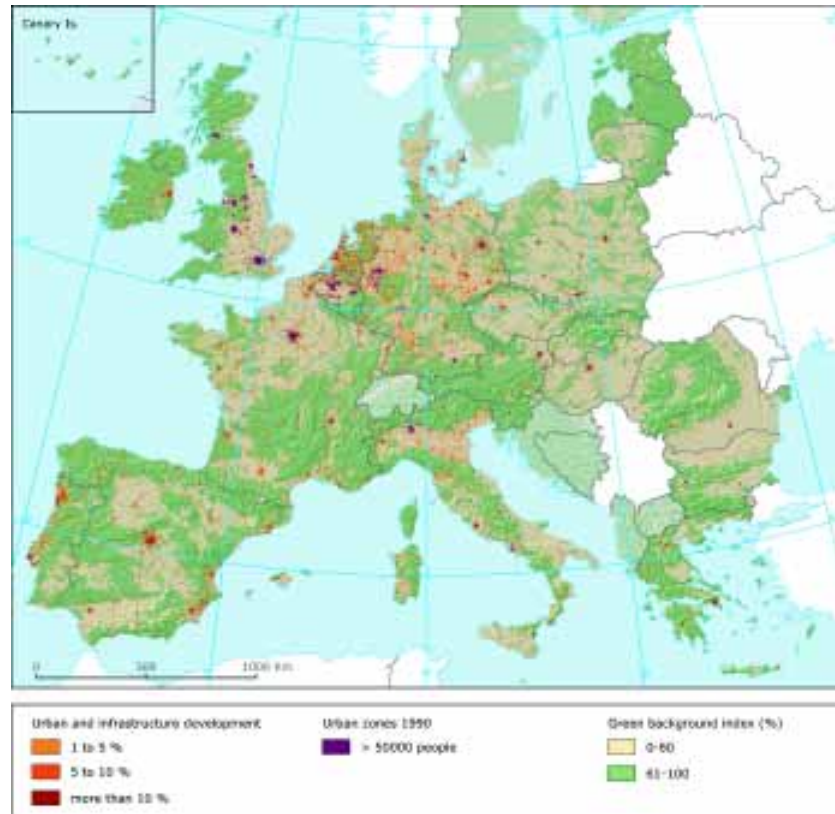 Canary Is.
0 500 1000 Km
Urban and infrastructure development
1 to 5 %
5 to 10 %
more than 10 %
Urban zones 1990
> 50000 people
Green background index (%)
0-60
61-100